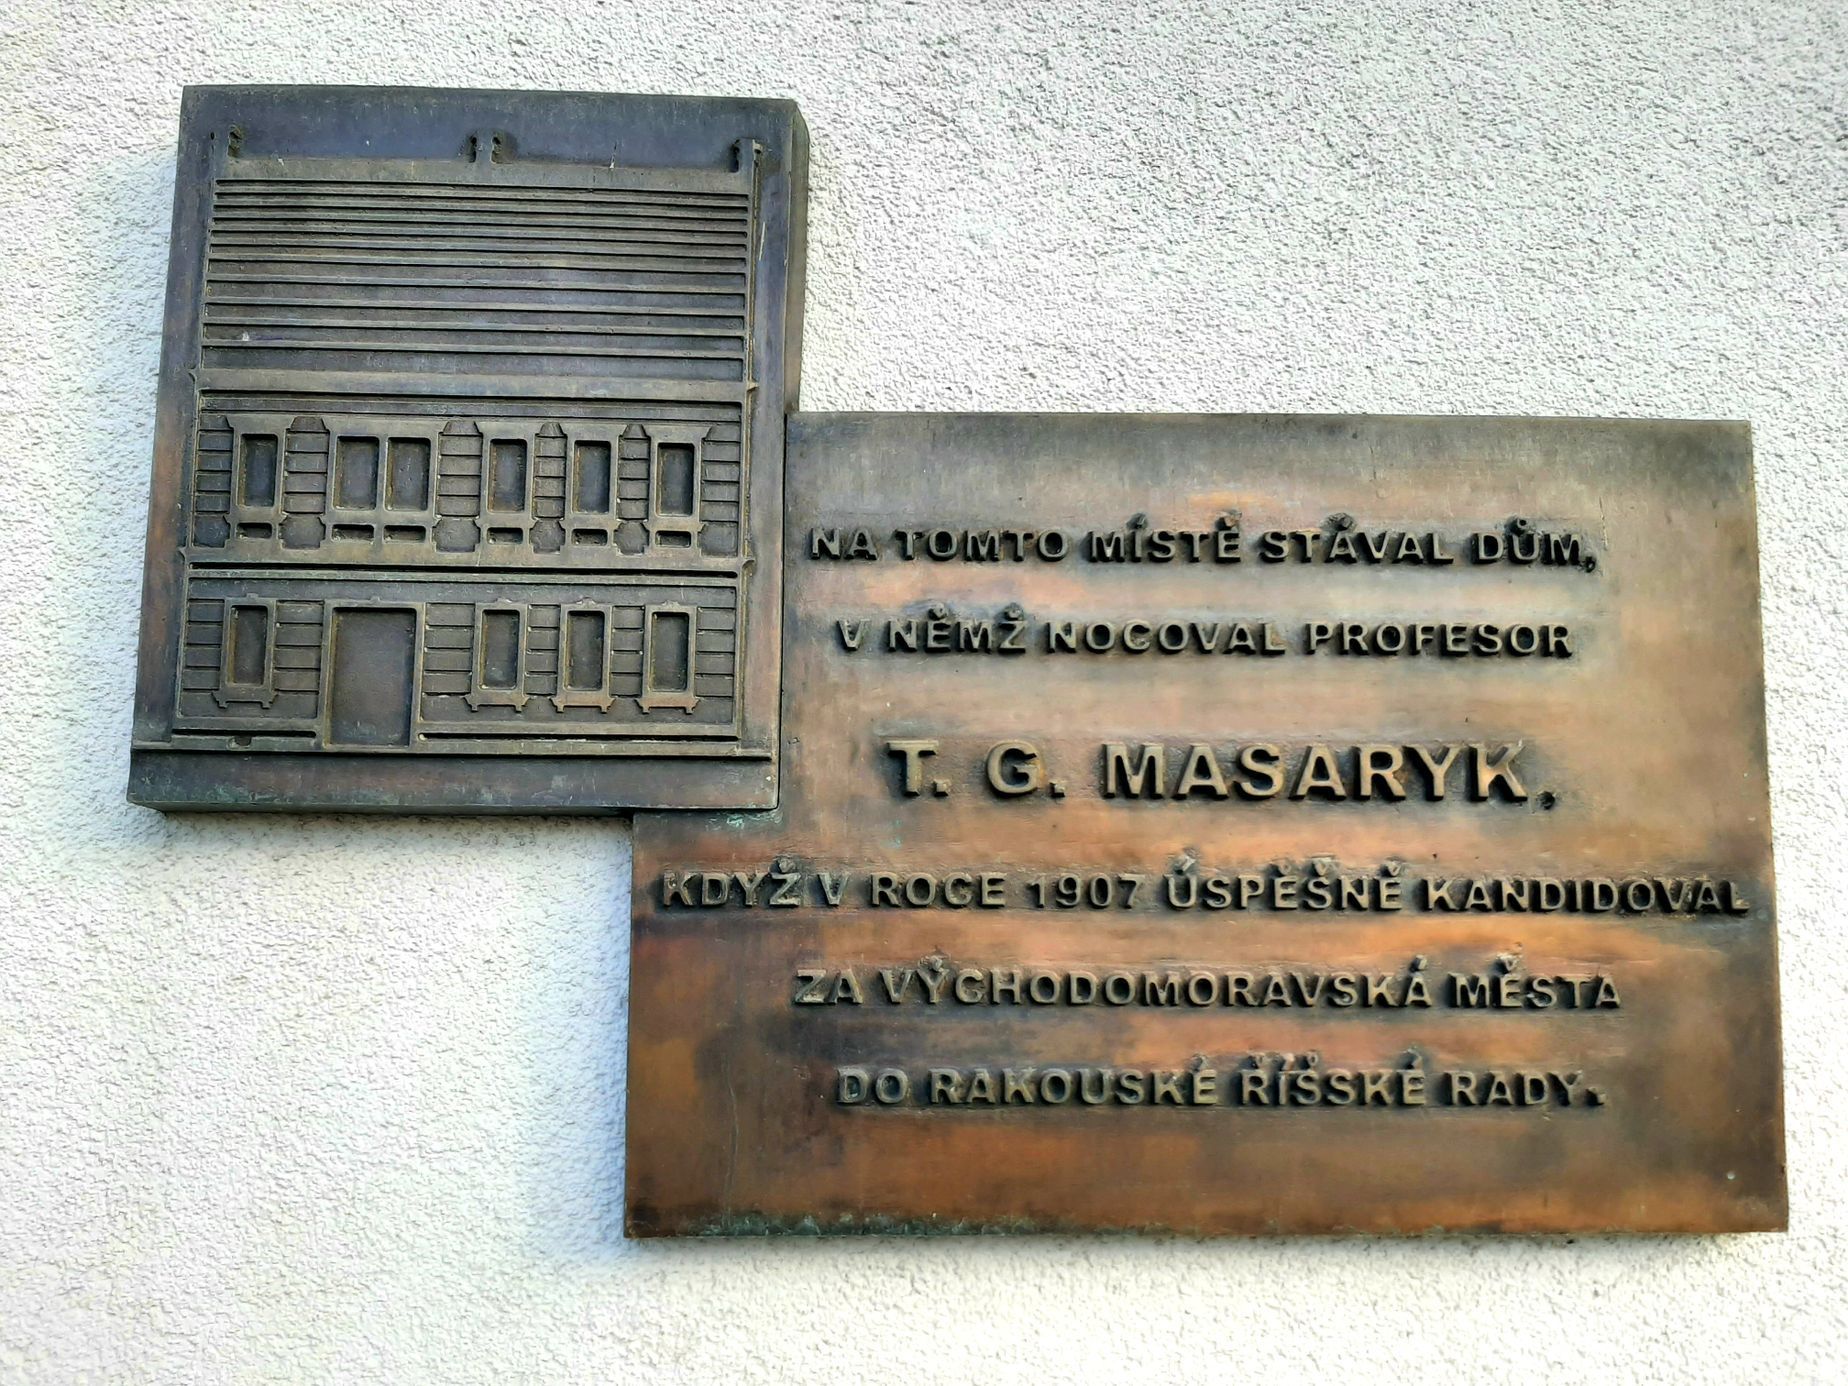 NA TOMTO MÍSTĚ STÁVAL DŮM,
V NĚMŽ NOCOVAL PROFESOR
T. G. MASARYK,
KDYŽ V ROCE 1907 ÚSPĚŠNĚ KANDIDOVAL
ZA VÝCHODOMORAVSKÁ MĚSTA
DO RAKOUSKÉ ŘÍŠSKÉ RADY.